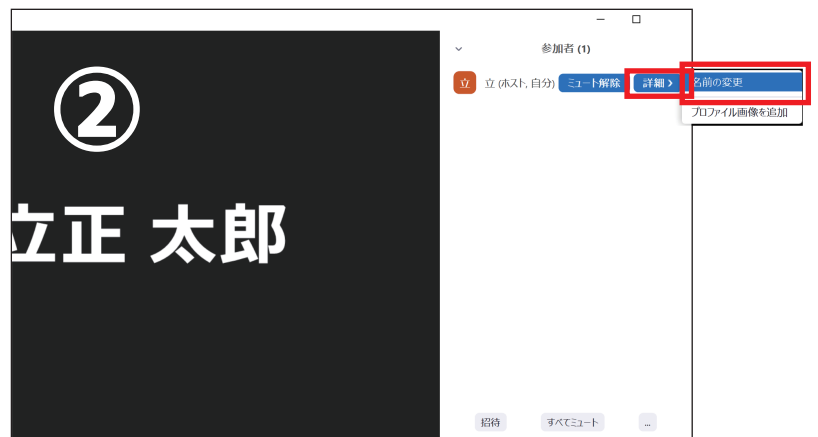 参加者 (1)
②
立 立 (ホスト, 自分) ミュート解除 詳細 › 名前の変更
プロファイル画像を追加
立正 太郎
招待 すべてミュート ...